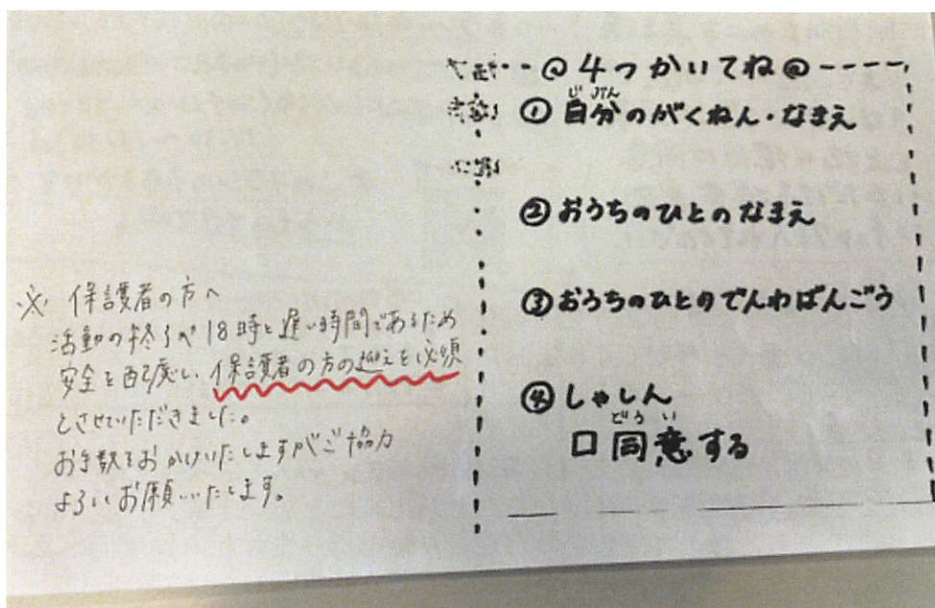 ◎4つかいてね◎
じ ぶん
①自分のがくねん・なまえ
②おうちのひとのなまえ
③おうちのひとのでんわばんごう
④しゃしん
どうい
□同意する
※ 保護者の方へ
活動の終了が18時と遅い時間であるため
安全を配慮し、保護者の方の迎えを必須
とさせていただきました。
お手数をおかけいたしますがご協力
よろしくお願いいたします。